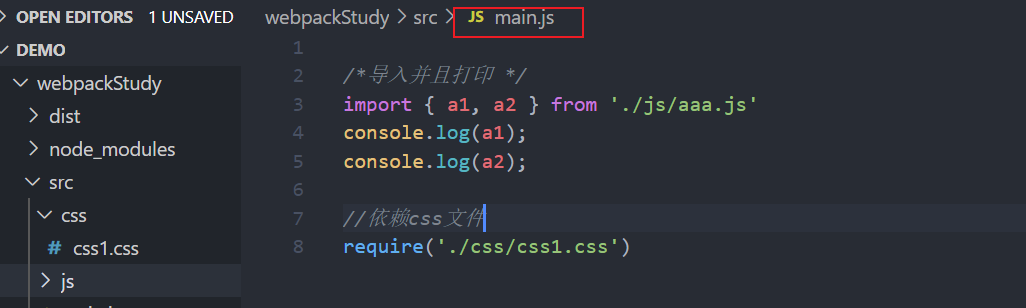 OPEN EDITORS 1 UNSAVED
DEMO
webpackStudy
dist
node_modules
src
css
# css1.css
js
webpackStudy > src > JS main.js
1
2 /*导入并且打印 */
3 import { a1, a2 } from './js/aaa.js'
4 console.log(a1);
5 console.log(a2);
6
7 //依赖css文件
8 require('./css/css1.css')